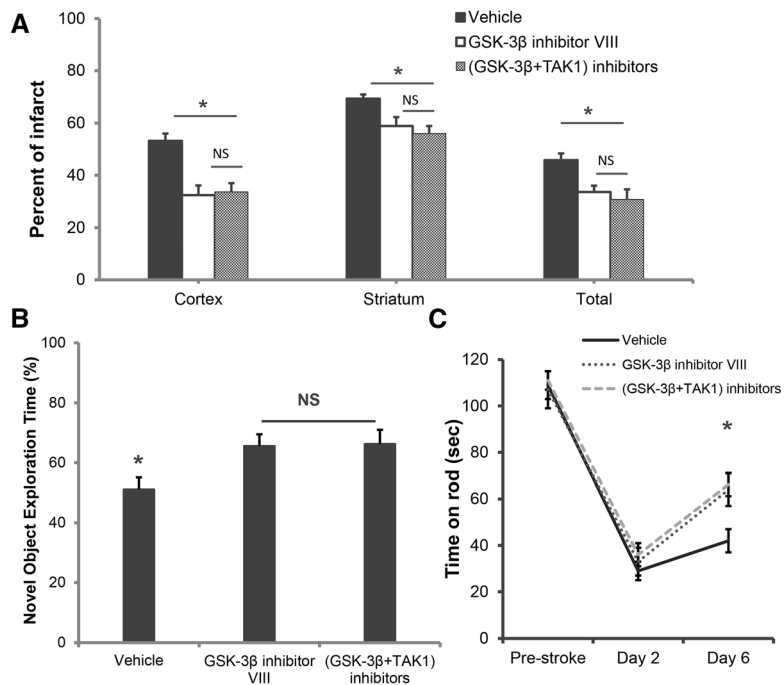 A
Percent of infarct
100
80
60
40
20
0
Vehicle
GSK-3β inhibitor VIII
(GSK-3β+TAK1) inhibitors
*
NS
*
NS
*
NS
Cortex
Striatum
Total
B
Novel Object Exploration Time (%)
100
80
60
40
20
0
*
NS
Vehicle
GSK-3β inhibitor
VIII
(GSK-3β+TAK1)
inhibitors
C
Time on rod (sec)
120
100
80
60
40
20
0
Vehicle
GSK-3β inhibitor VIII
(GSK-3β+TAK1) inhibitors
*
Pre-stroke
Day 2
Day 6